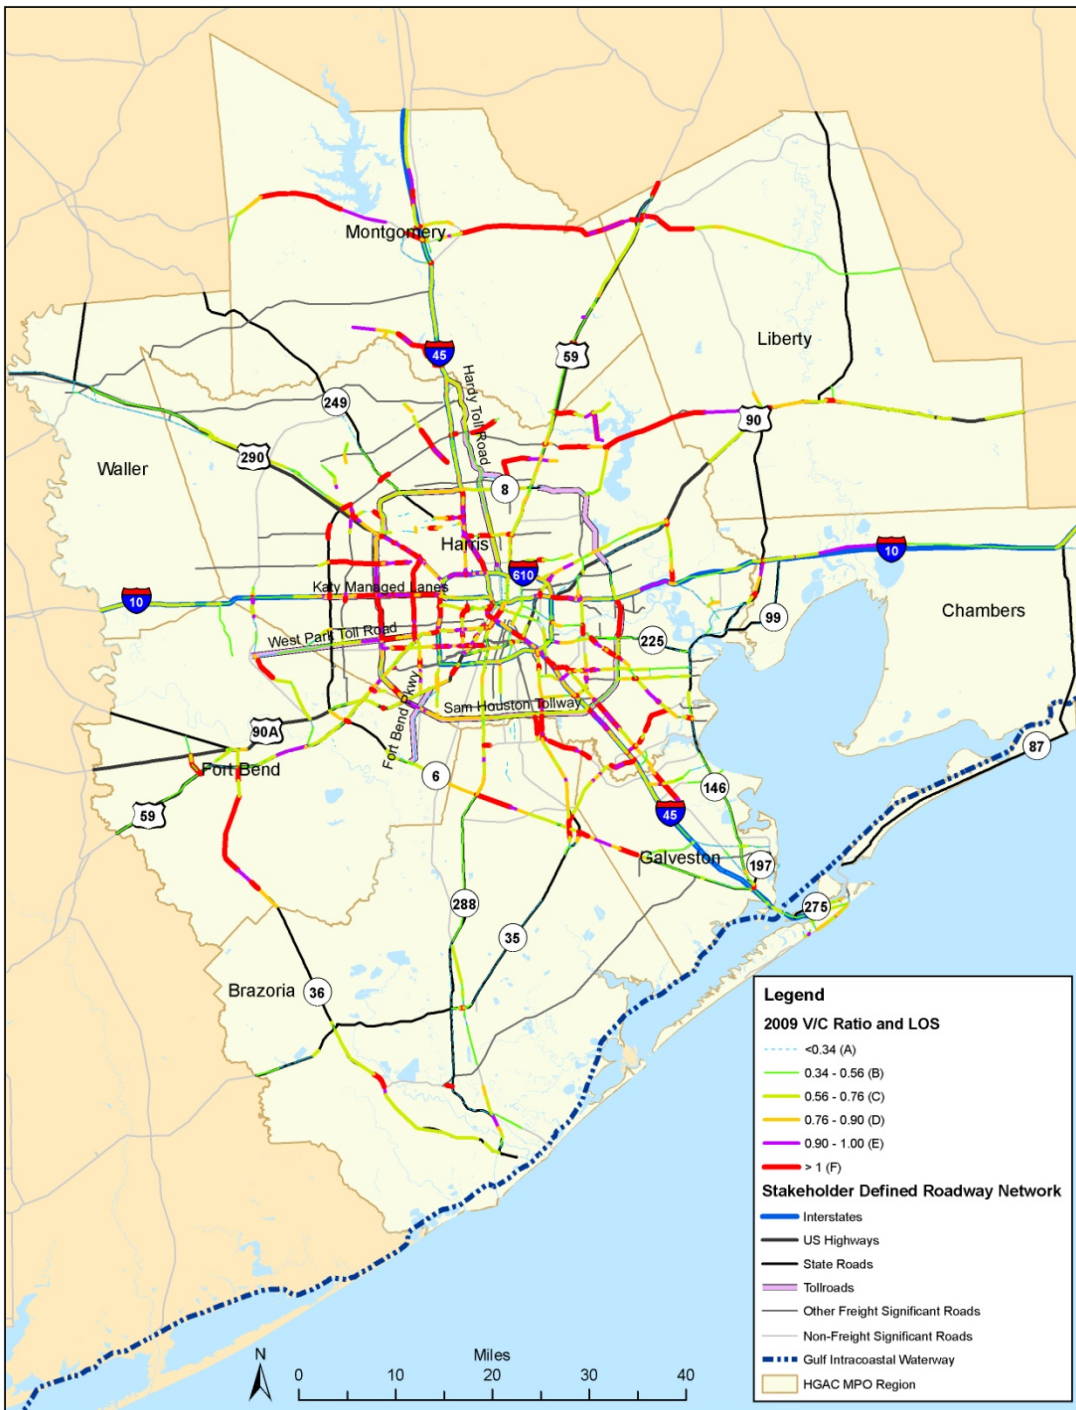 Montgomery
45
59
Liberty
Hardy Toll Road
249
90
290
Waller
8
Harris
10
610
Katy Managed Lanes
10
Chambers
99
West Park Toll Road
225
Fort Bend Pkwy
Sam Houston Tollway
90A
87
Fort Bend
6
146
59
45
Galveston
197
288
275
35
Brazoria
36
Legend
2009 V/C Ratio and LOS
<0.34 (A)
0.34 - 0.56 (B)
0.56 - 0.76 (C)
0.76 - 0.90 (D)
0.90 - 1.00 (E)
> 1 (F)
Stakeholder Defined Roadway Network
Interstates
US Highways
State Roads
Tollroads
Other Freight Significant Roads
Non-Freight Significant Roads
Gulf Intracoastal Waterway
HGAC MPO Region
N
Miles
0 10 20 30 40